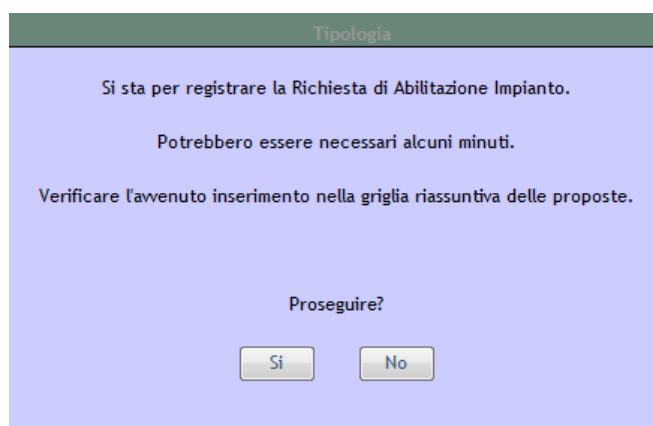 Tipologia
Si sta per registrare la Richiesta di Abilitazione Impianto.
Potrebbero essere necessari alcuni minuti.
Verificare l'avvenuto inserimento nella griglia riassuntiva delle proposte.
Proseguire?
Si
No